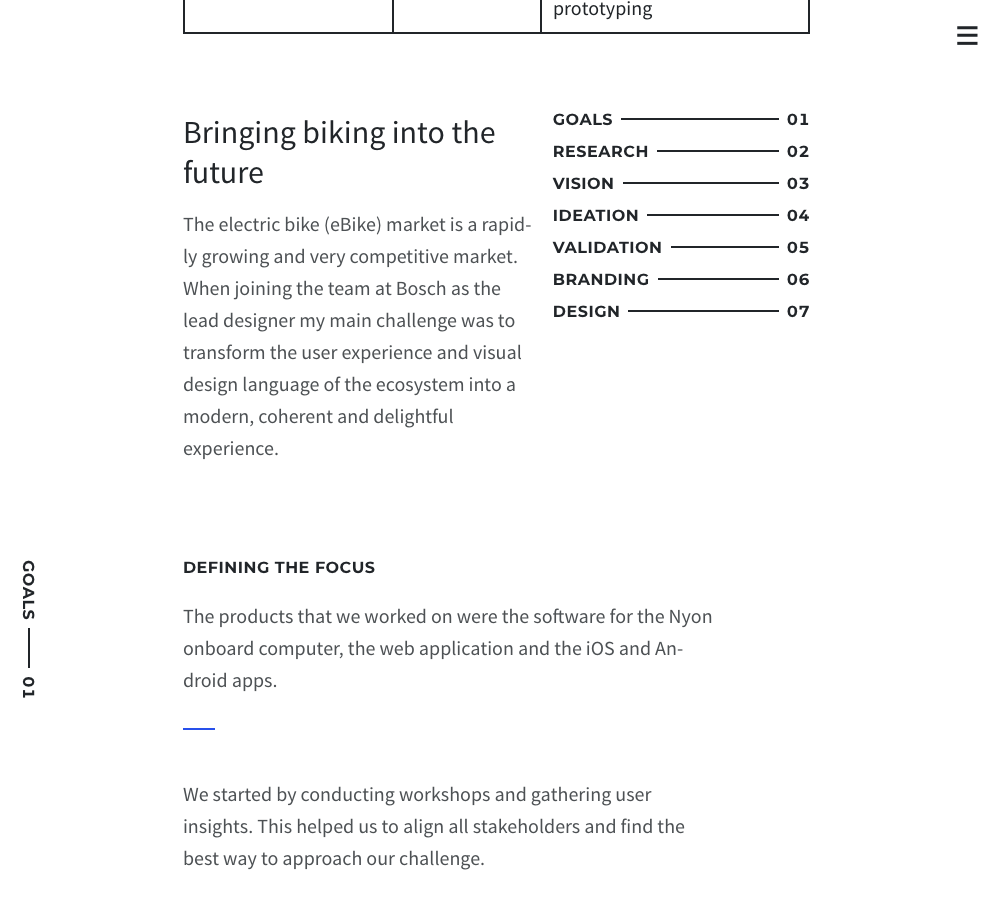 prototyping
Bringing biking into the
future
The electric bike (eBike) market is a rapid-
ly growing and very competitive market.
When joining the team at Bosch as the
lead designer my main challenge was to
transform the user experience and visual
design language of the ecosystem into a
modern, coherent and delightful
experience.
GOALS 01
RESEARCH 02
VISION 03
IDEATION 04
VALIDATION 05
BRANDING 06
DESIGN 07
GOALS 01
DEFINING THE FOCUS
The products that we worked on were the software for the Nyon
onboard computer, the web application and the iOS and An-
droid apps.
We started by conducting workshops and gathering user
insights. This helped us to align all stakeholders and find the
best way to approach our challenge.